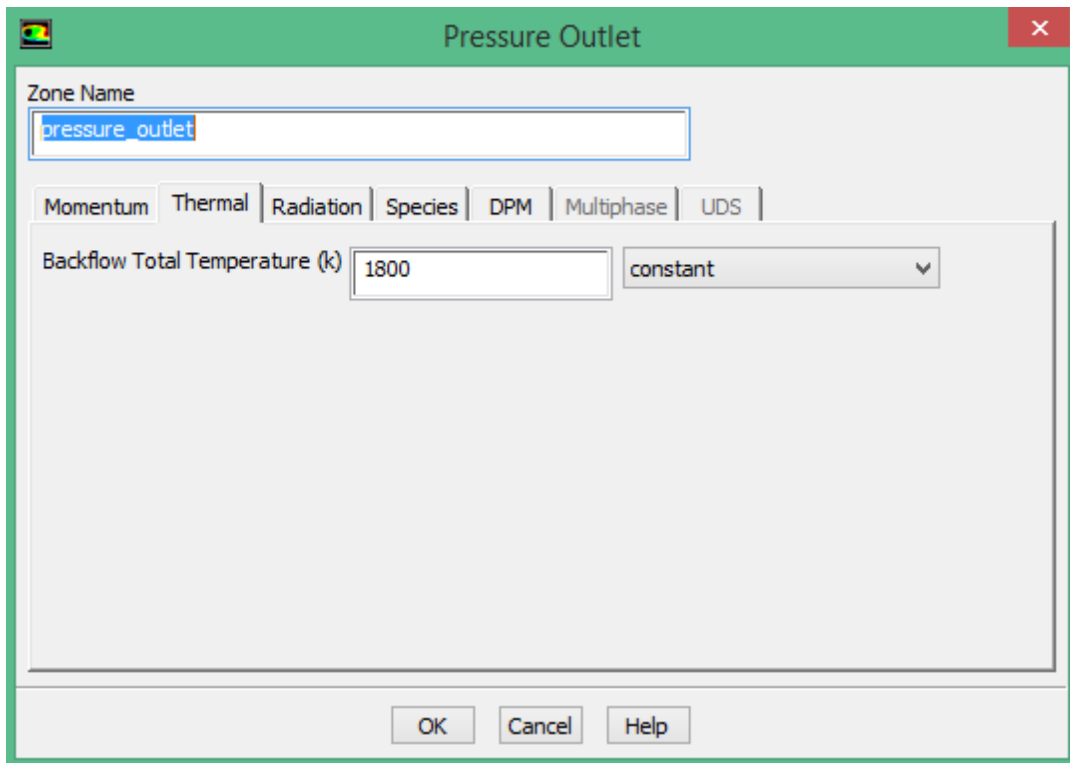 Pressure Outlet
Zone Name
pressure_outlet
Momentum Thermal Radiation Species DPM Multiphase UDS
Backflow Total Temperature (k) 1800 constant
OK Cancel Help